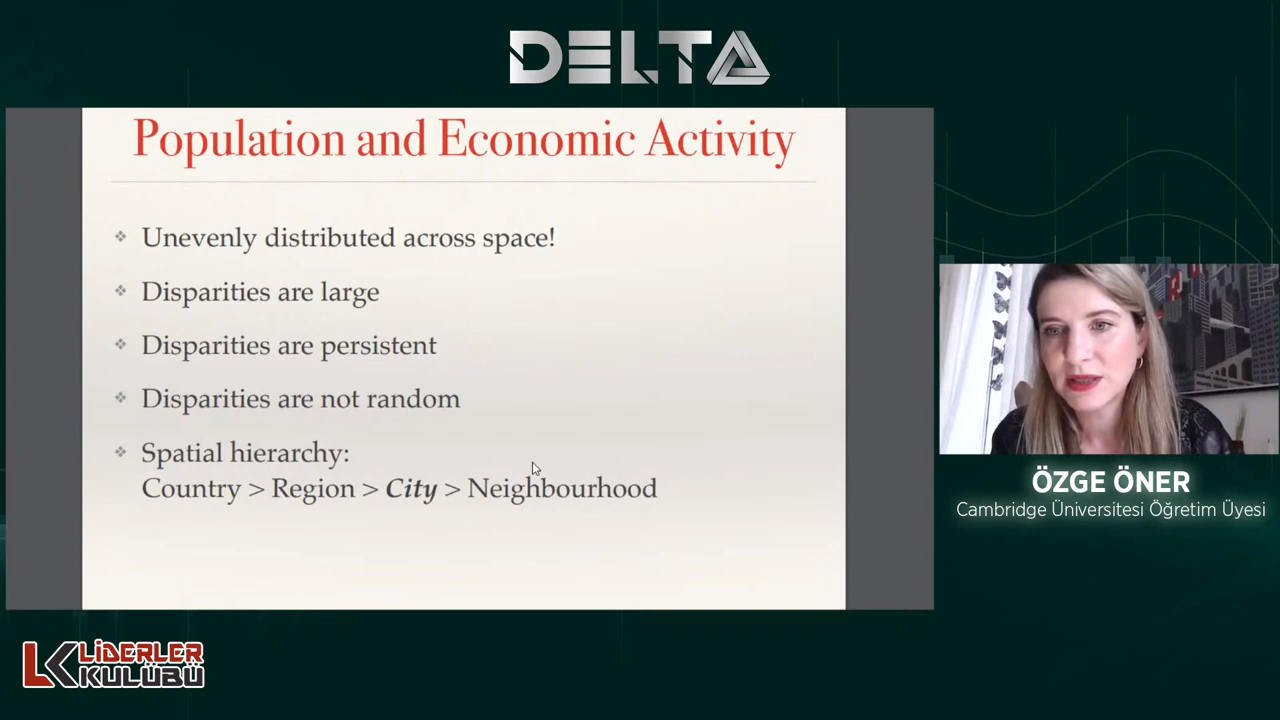 DELTA
Population and Economic Activity
Unevenly distributed across space!
Disparities are large
Disparities are persistent
Disparities are not random
Spatial hierarchy:
Country > Region > City > Neighbourhood
ÖZGE ÖNER
Cambridge Üniversitesi Öğretim Üyesi
LK LİDERLER
KULÜBÜ